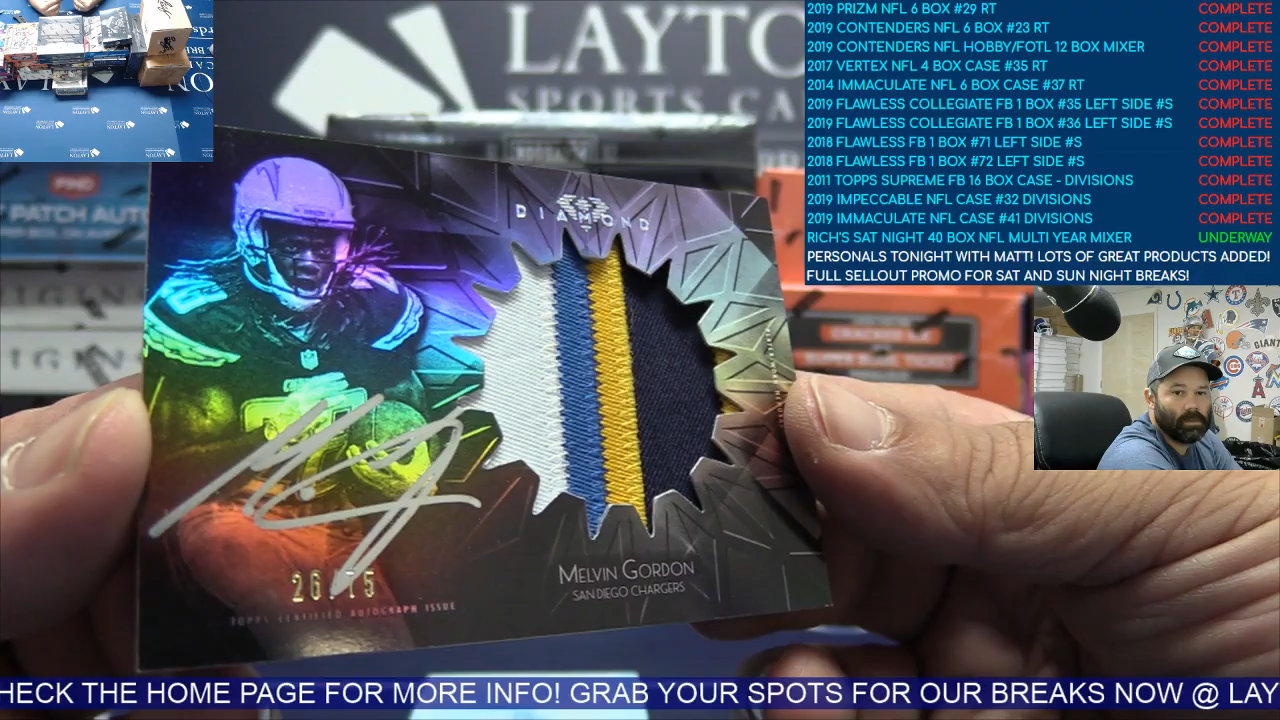 LAYTO
SPORTS CA
2019 PRIZM NFL 6 BOX #29 RT COMPLETE
2019 CONTENDERS NFL 6 BOX #23 RT COMPLETE
2019 CONTENDERS NFL HOBBY/FOTL 12 BOX MIXER COMPLETE
2017 VERTEX NFL 4 BOX CASE #35 RT COMPLETE
2014 IMMACULATE NFL 6 BOX CASE #37 RT COMPLETE
2019 FLAWLESS COLLEGIATE FB 1 BOX #35 LEFT SIDE #S COMPLETE
2019 FLAWLESS COLLEGIATE FB 1 BOX #36 LEFT SIDE #S COMPLETE
2018 FLAWLESS FB 1 BOX #71 LEFT SIDE #S COMPLETE
2018 FLAWLESS FB 1 BOX #72 LEFT SIDE #S COMPLETE
2011 TOPPS SUPREME FB 16 BOX CASE - DIVISIONS COMPLETE
2019 IMPECCABLE NFL CASE #32 DIVISIONS COMPLETE
2019 IMMACULATE NFL CASE #41 DIVISIONS COMPLETE
RICH'S SAT NIGHT 40 BOX NFL MULTI YEAR MIXER UNDERWAY
PERSONALS TONIGHT WITH MATT! LOTS OF GREAT PRODUCTS ADDED!
FULL SELLOUT PROMO FOR SAT AND SUN NIGHT BREAKS!
FIND
PATCH AUTO
DIAMOND
MELVIN GORDON
SAN DIEGO CHARGERS
26/75
TOPPS CERTIFIED AUTOGRAPH ISSUE
HECK THE HOME PAGE FOR MORE INFO! GRAB YOUR SPOTS FOR OUR BREAKS NOW @ LAY